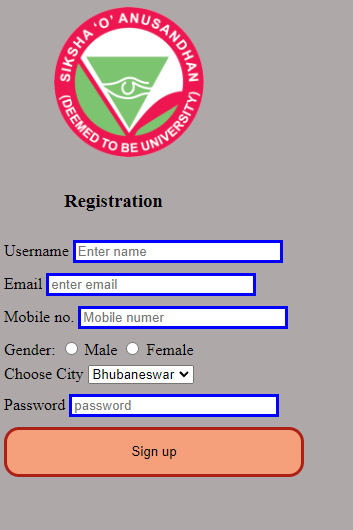 SIKSHA 'O' ANUSANDHAN
(DEEMED TO BE UNIVERSITY)
Registration
Username Enter name
Email enter email
Mobile no. Mobile numer
Gender: Male Female
Choose City Bhubaneswar
Password password
Sign up